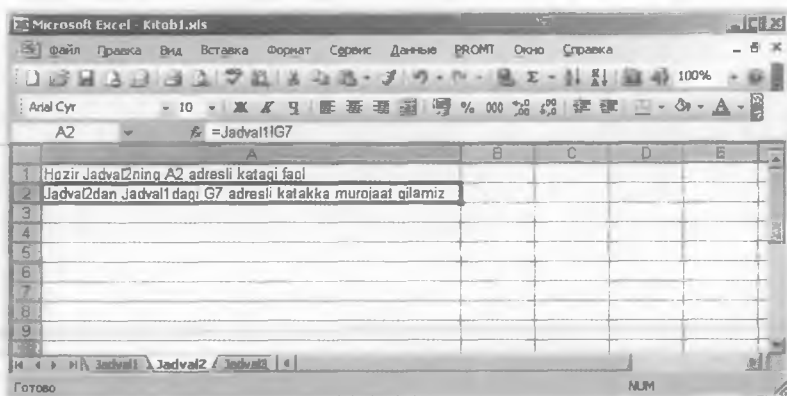 Microsoft Excel - Kitob1.xls
Файл Правка Вид Вставка Формат Сервис Данные PROMT Окно Справка
100%
Arial Cyr 10 Ж К Ч % 000
A2 fx =Jadval1!G7
A B C D E
1 Hozir Jadval2ning A2 adresli katagi faol
2 Jadval2dan Jadval1dagi G7 adresli katakka murojaat qilamiz
3
4
5
6
7
8
9
Jadval1 Jadval2 Jadval3
Готово NUM